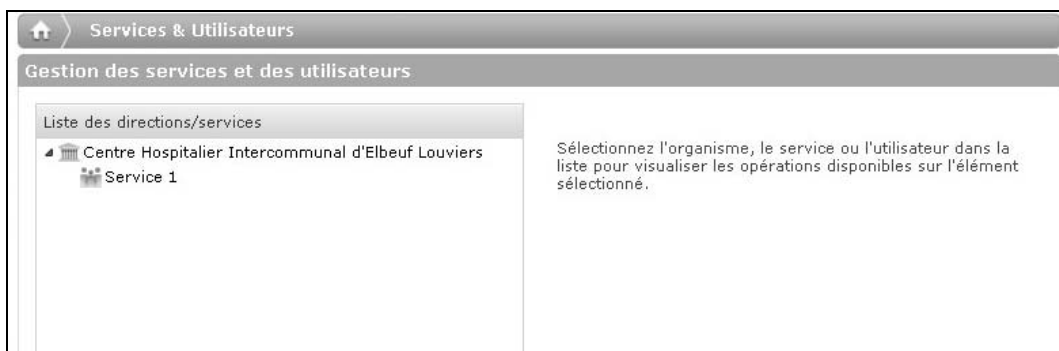 Services & Utilisateurs
Gestion des services et des utilisateurs
Liste des directions/services
Centre Hospitalier Intercommunal d'Elbeuf Louviers
Service 1
Sélectionnez l'organisme, le service ou l'utilisateur dans la
liste pour visualiser les opérations disponibles sur l'élément
sélectionné.